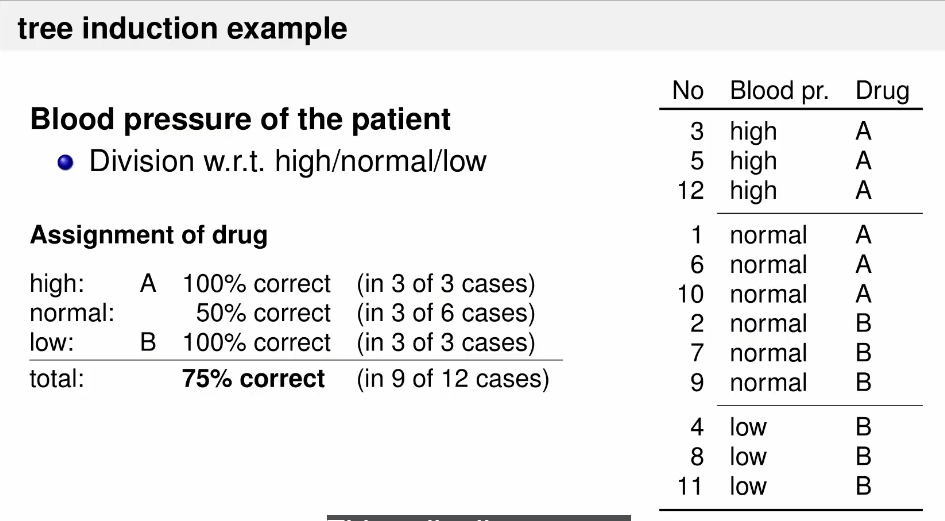 tree induction example
Blood pressure of the patient
Division w.r.t. high/normal/low
Assignment of drug
high: A 100% correct (in 3 of 3 cases)
normal: 50% correct (in 3 of 6 cases)
low: B 100% correct (in 3 of 3 cases)
total: 75% correct (in 9 of 12 cases)
No Blood pr. Drug
3 high A
5 high A
12 high A
1 normal A
6 normal A
10 normal A
2 normal B
7 normal B
9 normal B
4 low B
8 low B
11 low B